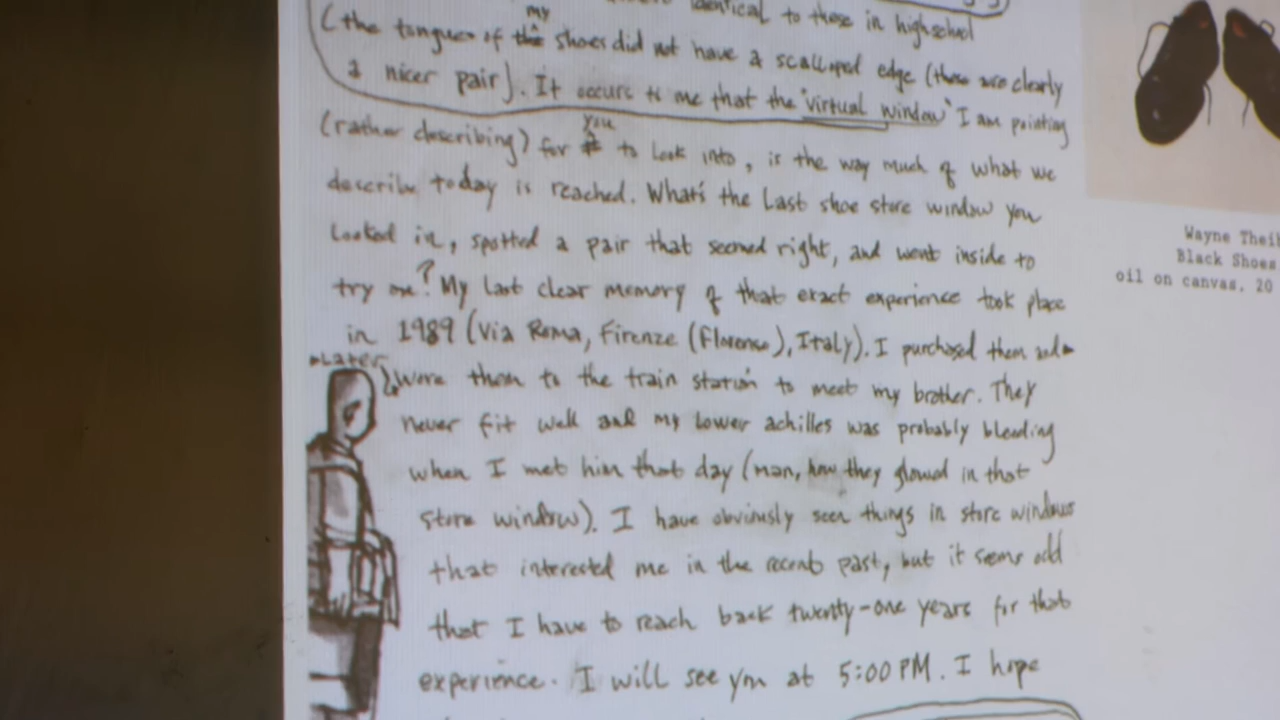 identical to those in highschool
(the tongues of my shoes did not have a scalloped edge (these are clearly
a nicer pair). It occurs to me that the "virtual window" I am painting
(rather describing) for you to look into, is the way much of what we
describe today is reached. What's the last shoe store window you
looked in, spotted a pair that seemed right, and went inside to
try one? My last clear memory of that exact experience took place
in 1989 (Via Roma, Firenze (Florence), Italy). I purchased them and
Later
wore them to the train station to meet my brother. They
never fit well and my lower achilles was probably bleeding
when I met him that day (man, how they glowed in that
store window). I have obviously seen things in store windows
that interested me in the recent past, but it seems odd
that I have to reach back twenty-one years for that
experience. I will see you at 5:00 PM. I hope
Wayne
Black Shoes
oil on canvas, 20